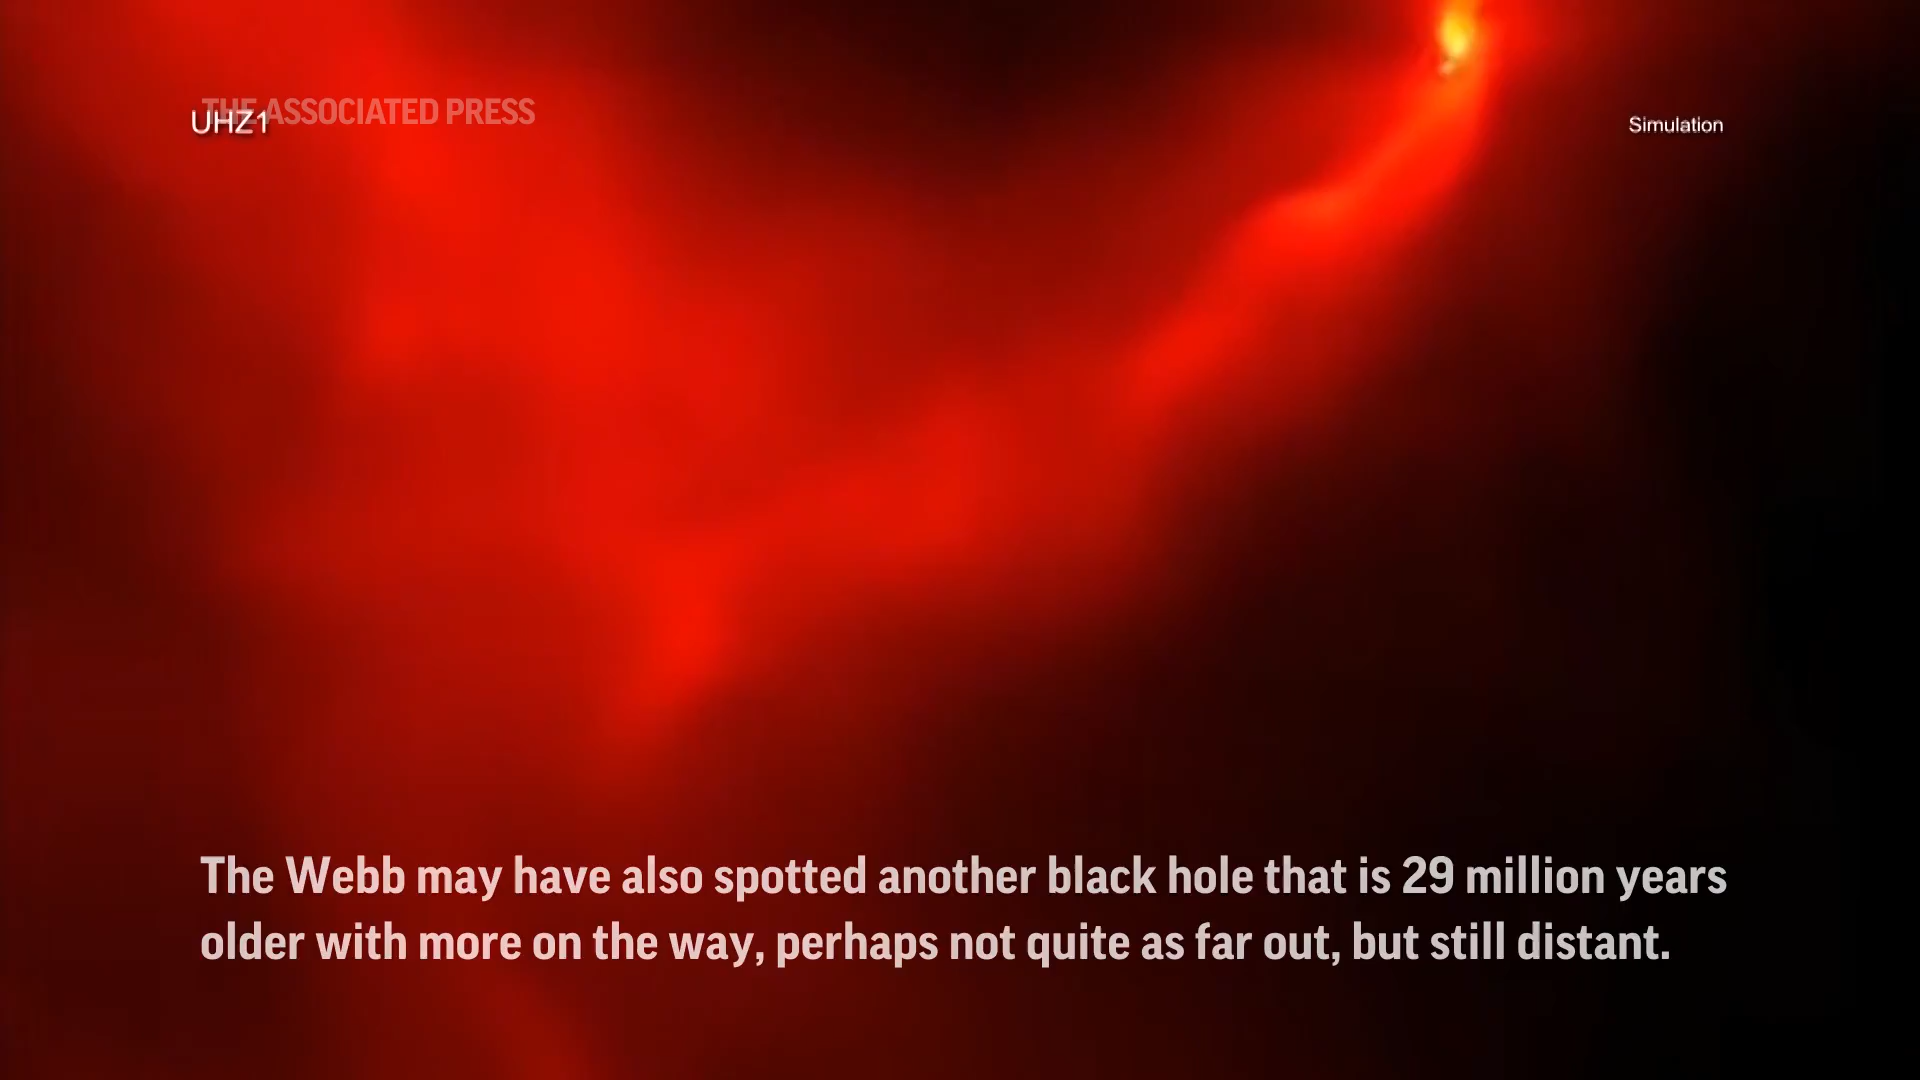 THE ASSOCIATED PRESS
UHZ1
Simulation
The Webb may have also spotted another black hole that is 29 million years
older with more on the way, perhaps not quite as far out, but still distant.